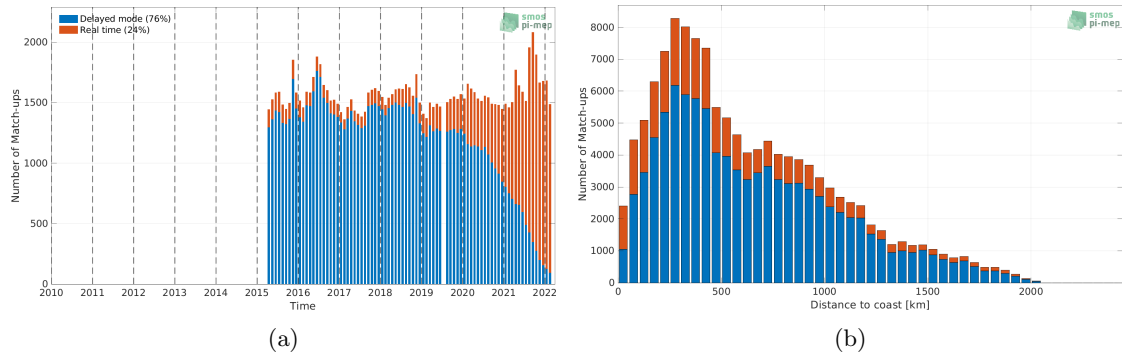 Delayed mode (76%)
Real time (24%)
smos
pi-mep
Number of Match-ups
2000
1500
1000
500
0
2010 2011 2012 2013 2014 2015 2016 2017 2018 2019 2020 2021 2022
Time
(a)
smos
pi-mep
Number of Match-ups
8000
7000
6000
5000
4000
3000
2000
1000
0
0 500 1000 1500 2000
Distance to coast [km]
(b)